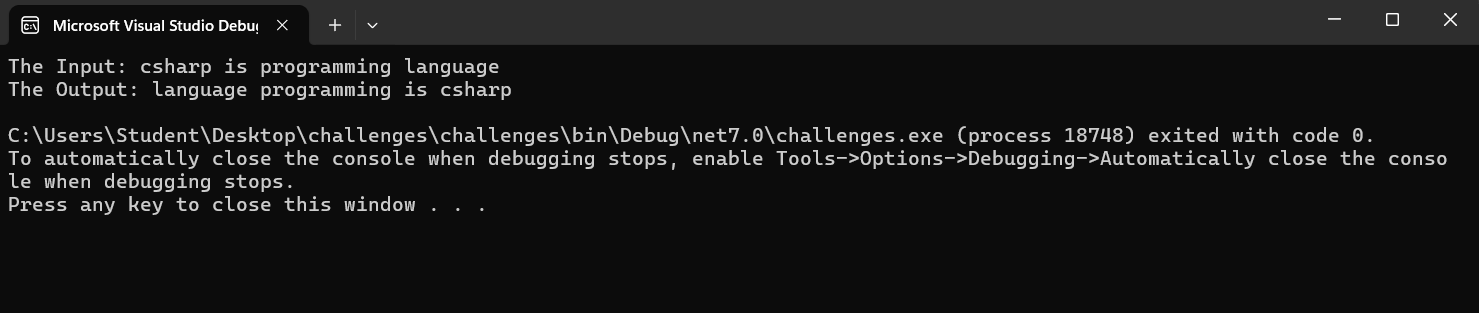 Microsoft Visual Studio Debug
The Input: csharp is programming language
The Output: language programming is csharp
C:\Users\Student\Desktop\challenges\challenges\bin\Debug\net7.0\challenges.exe (process 18748) exited with code 0.
To automatically close the console when debugging stops, enable Tools->Options->Debugging->Automatically close the conso
le when debugging stops.
Press any key to close this window . . .